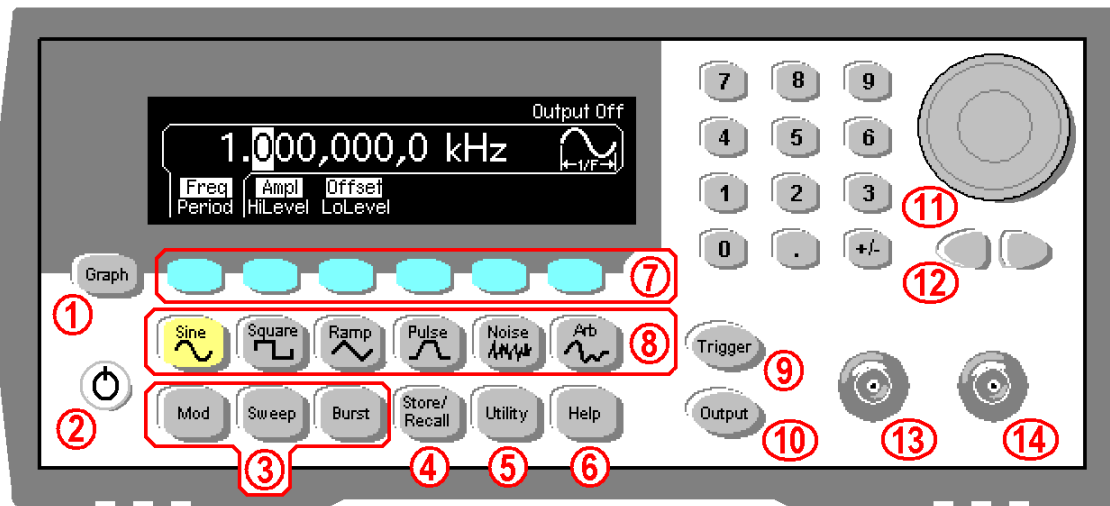 Output Off
1.000,000,0 kHz
←1/F→
Freq Ampl Offset
Period HiLevel LoLevel
7 8 9
4 5 6
1 2 3
11
0 . +/-
12
Graph
1
7
Sine Square Ramp Pulse Noise Arb
8
Trigger
9
2
Mod Sweep Burst Store/
Recall Utility Help
Output
10
3 4 5 6
13 14